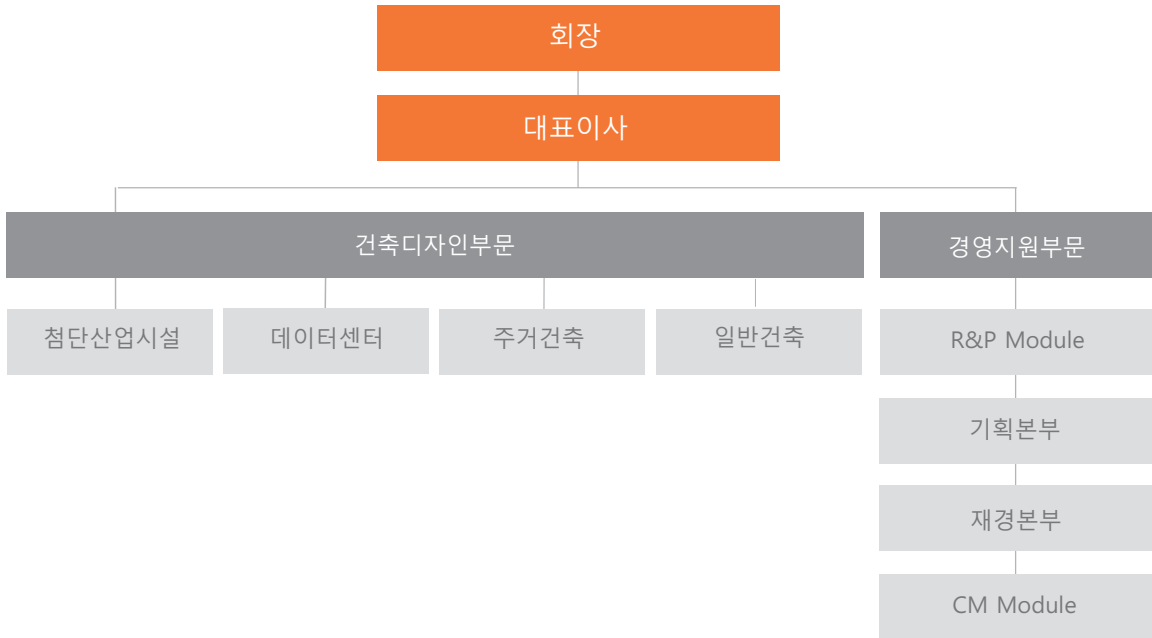 회장
대표이사
건축디자인부문
경영지원부문
첨단산업시설
데이터센터
주거건축
일반건축
R&P Module
기획본부
재경본부
CM Module